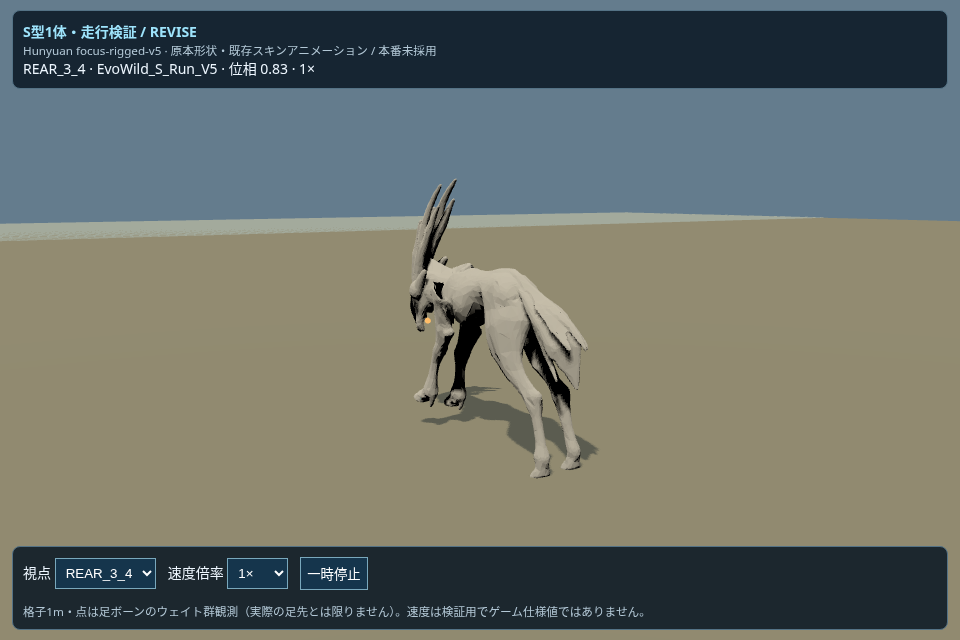 S型1体・走行検証 / REVISE
Hunyuan focus-rigged-v5 · 原本形状・既存スキンアニメーション / 本番未採用
REAR_3_4 · EvoWild_S_Run_V5 · 位相 0.83 · 1×
視点 REAR_3_4 速度倍率 1× 一時停止
格子1m・点は足ボーンのウェイト群観測（実際の足先とは限りません）。速度は検証用でゲーム仕様値ではありません。